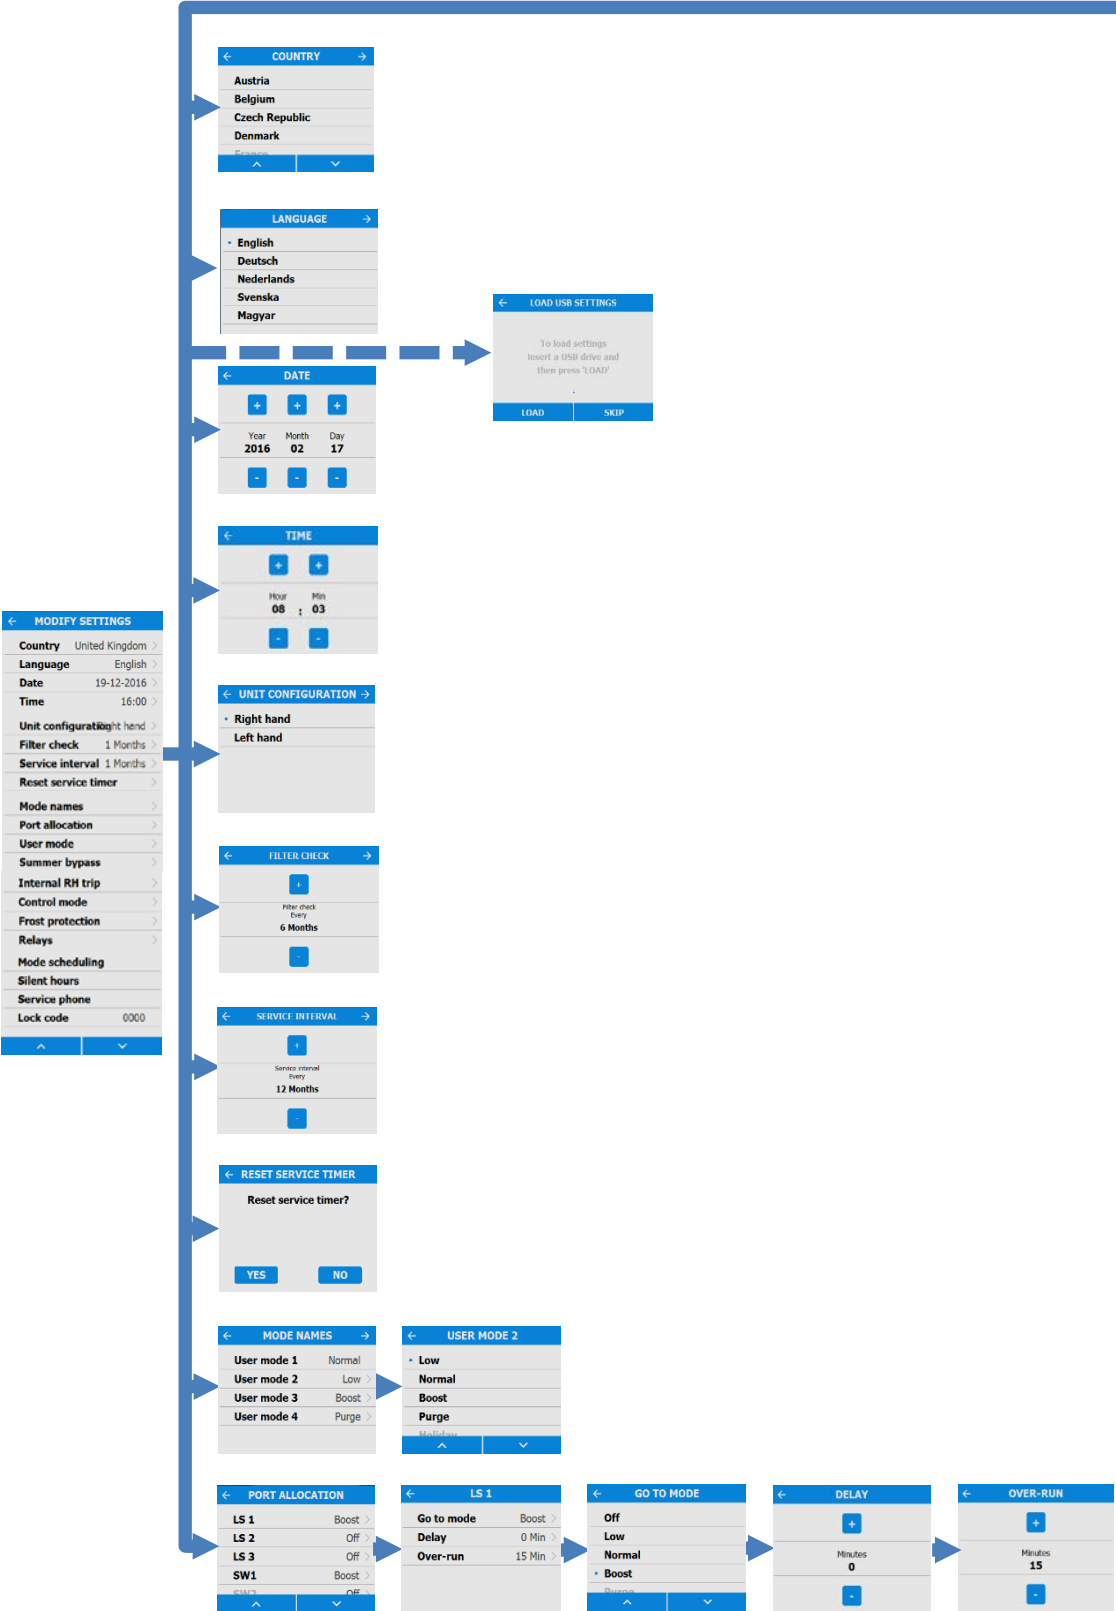 COUNTRY
Austria
Belgium
Czech Republic
Denmark
France
LANGUAGE
English
Deutsch
Nederlands
Svenska
Magyar
LOAD USB SETTINGS
To load settings
Insert a USB drive and
then press 'LOAD'
LOAD SKIP
DATE
+ + +
Year Month Day
2016 02 17
- - -
TIME
+ +
Hour Min
08 : 03
- -
MODIFY SETTINGS
Country United Kingdom
Language English
Date 19-12-2016
Time 16:00
Unit configuration Right hand
Filter check 1 Months
Service interval 1 Months
Reset service timer
Mode names
Port allocation
User mode
Summer bypass
Internal RH trip
Control mode
Frost protection
Relays
Mode scheduling
Silent hours
Service phone
Lock code 0000
UNIT CONFIGURATION
Right hand
Left hand
FILTER CHECK
+
Filter check
Every
6 Months
-
SERVICE INTERVAL
+
Service interval
Every
12 Months
-
RESET SERVICE TIMER
Reset service timer?
YES NO
MODE NAMES
User mode 1 Normal
User mode 2 Low
User mode 3 Boost
User mode 4 Purge
USER MODE 2
Low
Normal
Boost
Purge
Holiday
PORT ALLOCATION
LS 1 Boost
LS 2 Off
LS 3 Off
SW1 Boost
SW2 Off
LS 1
Go to mode Boost
Delay 0 Min
Over-run 15 Min
GO TO MODE
Off
Low
Normal
Boost
Purge
DELAY
+
Minutes
0
-
OVER-RUN
+
Minutes
15
-